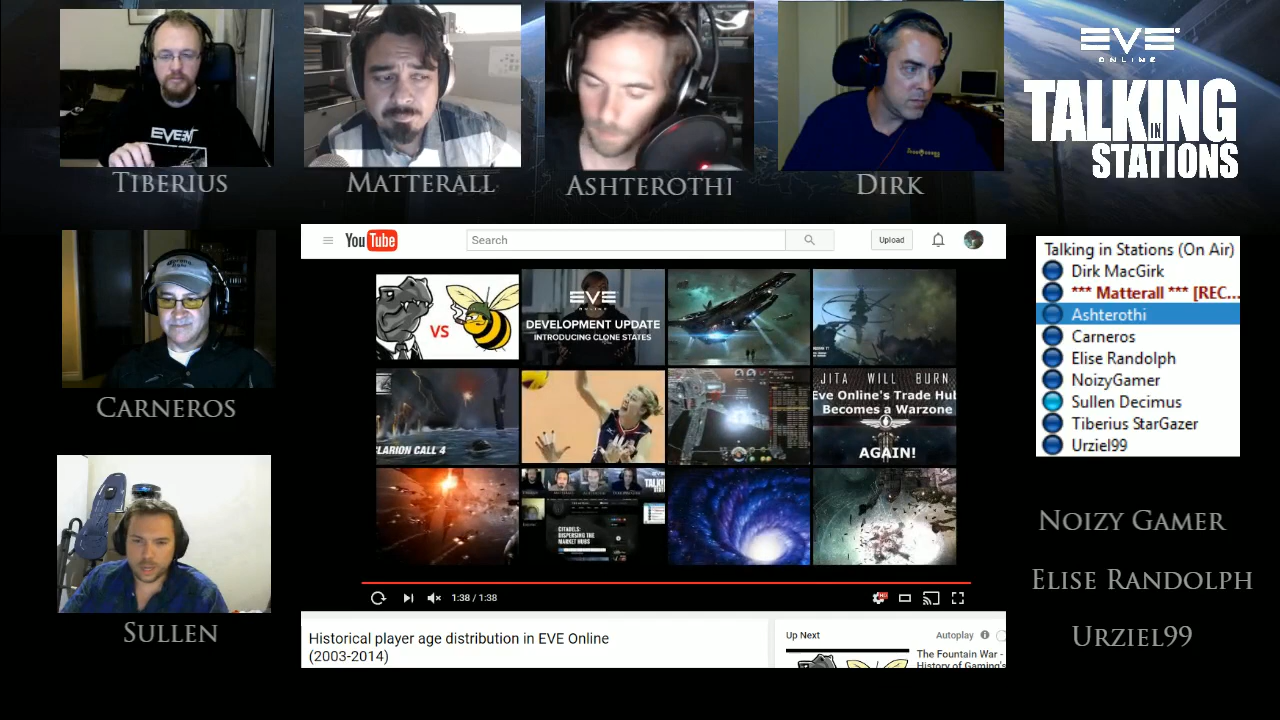 EVE
ONLINE
TALKING
IN
STATIONS
EVE
TIBERIUS
MATTERALL
ASHTEROTHI
DIRK
YouTube
Search
Upload
Talking in Stations (On Air)
Dirk MacGirk
*** Matterall *** [REC...
Ashterothi
Carneros
Elise Randolph
NoizyGamer
Sullen Decimus
Tiberius StarGazer
Urziel99
VS
EVE
ONLINE
DEVELOPMENT UPDATE
INTRODUCING CLONE STATES
CARNEROS
CLARION CALL 4
JITA WILL BURN
Eve Online's Trade Hub
Becomes a Warzone
AGAIN!
CITADELS:
DISPERSING THE
MARKET HUBS
SULLEN
NOIZY GAMER
ELISE RANDOLPH
URZIEL99
1:38 / 1:38
HD
Historical player age distribution in EVE Online
(2003-2014)
Up Next
Autoplay
The Fountain War -
History of Gaming's